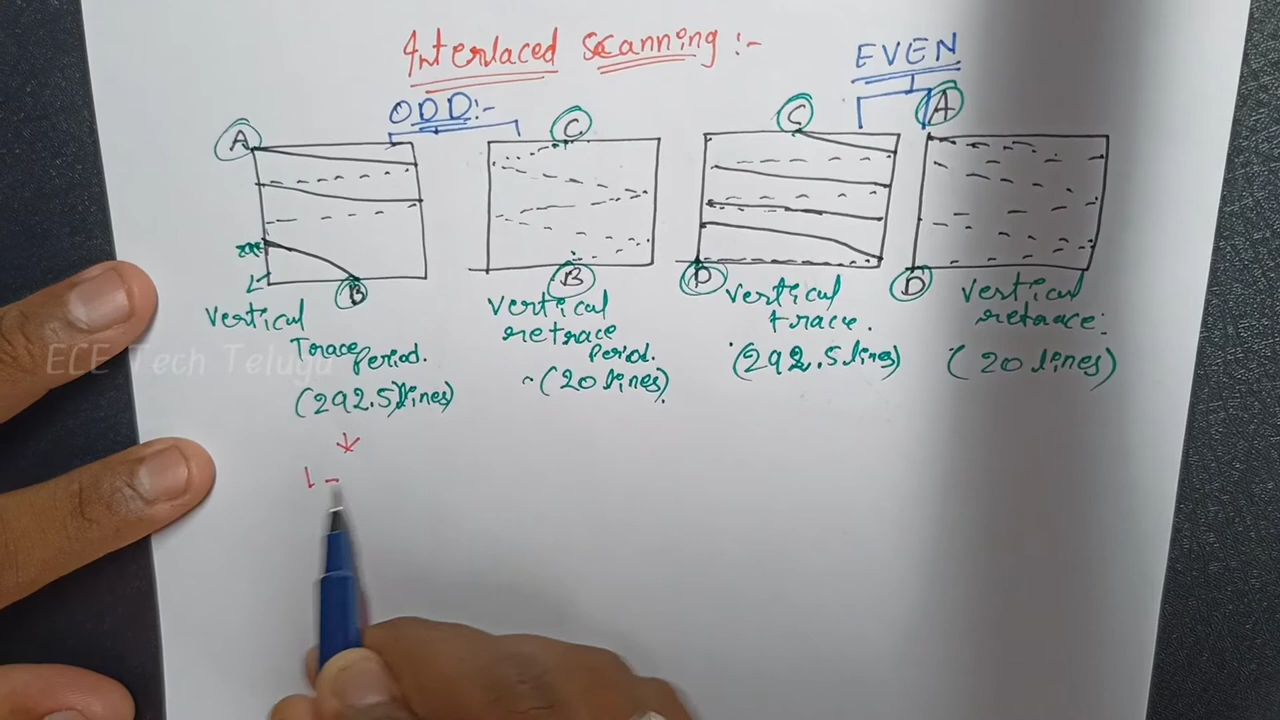 Interlaced scanning :-
ODD:-
EVEN
A
C
C
A
B
B
D
D
Vertical
Trace Period.
(292.5 lines)
Vertical
retrace
Period.
(20 lines)
Vertical
trace.
(292.5 lines)
Vertical
retrace:
(20 lines)
ECE Tech Telugu
*
1-